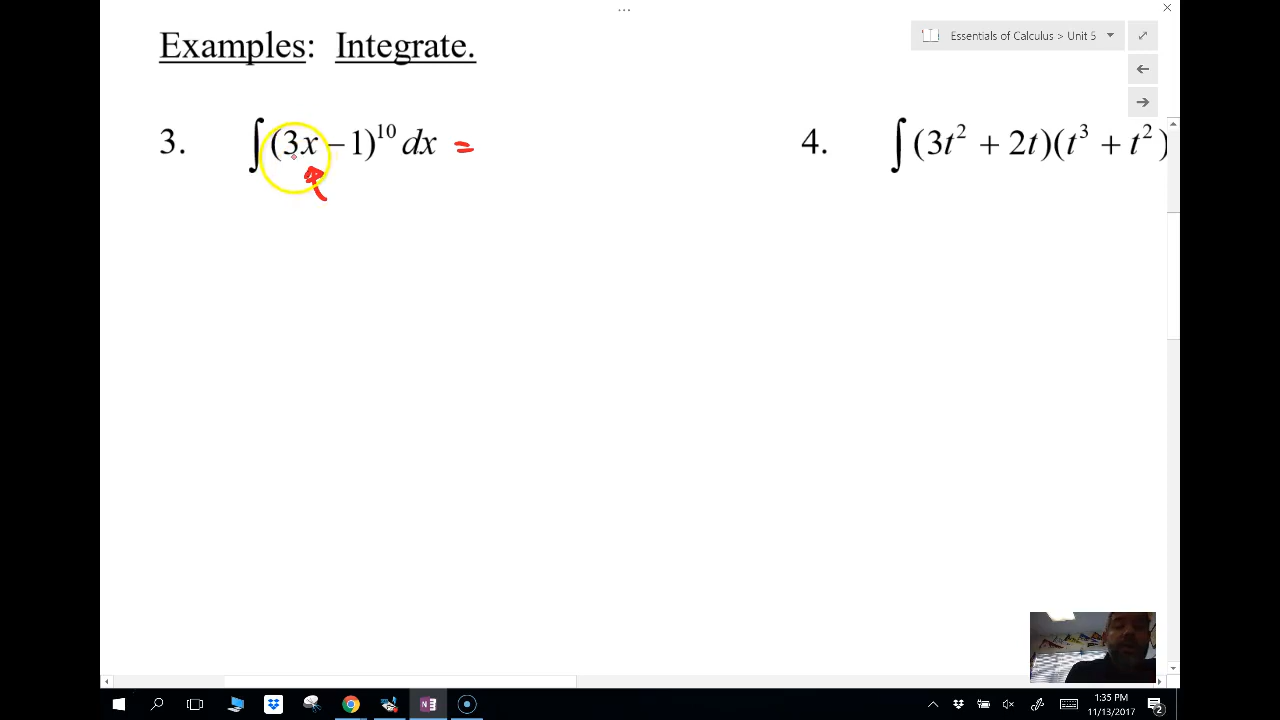 Examples: Integrate.
Essentials of Calculus > Unit 5
3. ∫(3x − 1)^10 dx =
4. ∫(3t^2 + 2t)(t^3 + t^2)
1:35 PM
11/13/2017
2